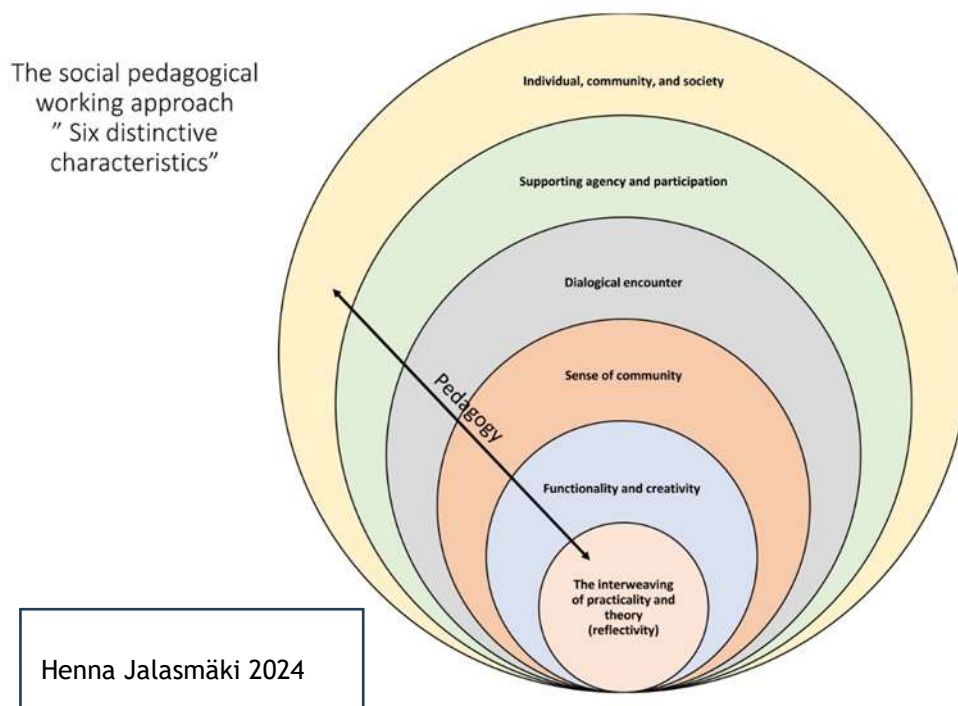 The social pedagogical
working approach
” Six distinctive
characteristics”
Individual, community, and society
Supporting agency and participation
Dialogical encounter
Sense of community
Pedagogy
Functionality and creativity
The interweaving
of practicality and
theory
(reflectivity)
Henna Jalasmäki 2024